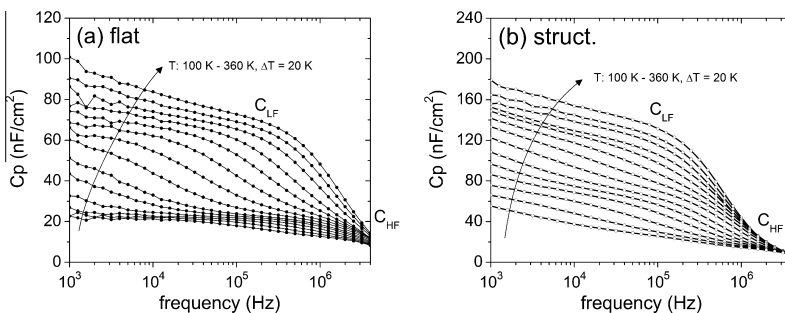 (a) flat
T: 100 K - 360 K, ΔT = 20 K
C_LF
C_HF
Cp (nF/cm²)
120
100
80
60
40
20
0
10³ 10⁴ 10⁵ 10⁶
frequency (Hz)
(b) struct.
T: 100 K - 360 K, ΔT = 20 K
C_LF
C_HF
Cp (nF/cm²)
240
200
160
120
80
40
0
10³ 10⁴ 10⁵ 10⁶
frequency (Hz)